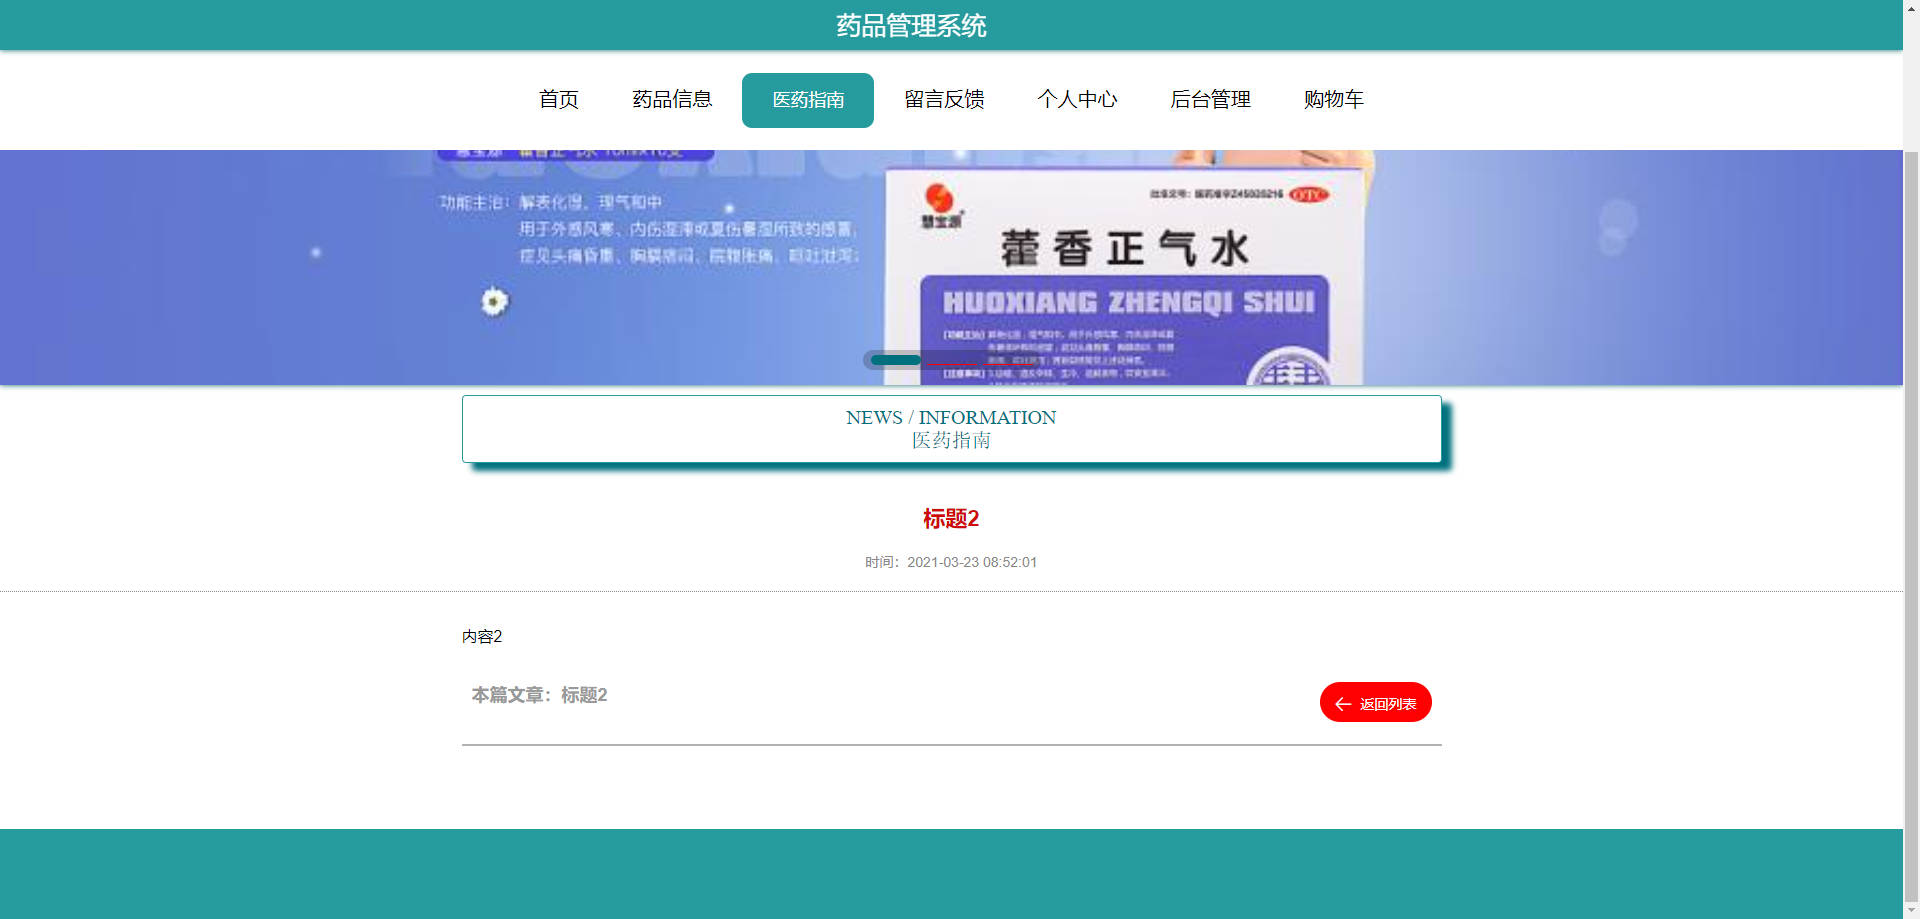 药品管理系统
首页
药品信息
医药指南
留言反馈
个人中心
后台管理
购物车
功能主治：解表化湿，理气和中
用于外感风寒、内伤湿滞或夏伤暑湿所致的感冒，
症见头痛昏重、胸膈痞闷、脘腹胀痛、呕吐泄泻；
慧宝源
OTC
藿香正气水
HUOXIANG ZHENGQI SHUI
NEWS / INFORMATION
医药指南
标题2
时间：2021-03-23 08:52:01
内容2
本篇文章：标题2
返回列表